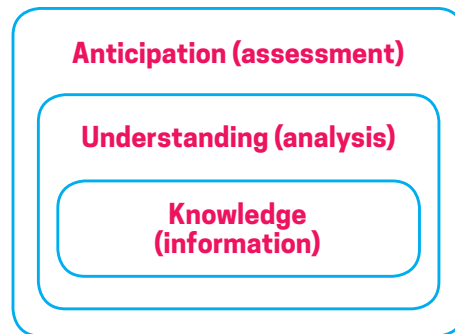 Anticipation (assessment)
Understanding (analysis)
Knowledge
(information)